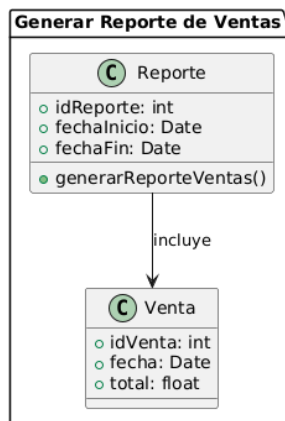 Generar Reporte de Ventas
C Reporte
idReporte: int
fechaInicio: Date
fechaFin: Date
generarReporteVentas()
incluye
C Venta
idVenta: int
fecha: Date
total: float